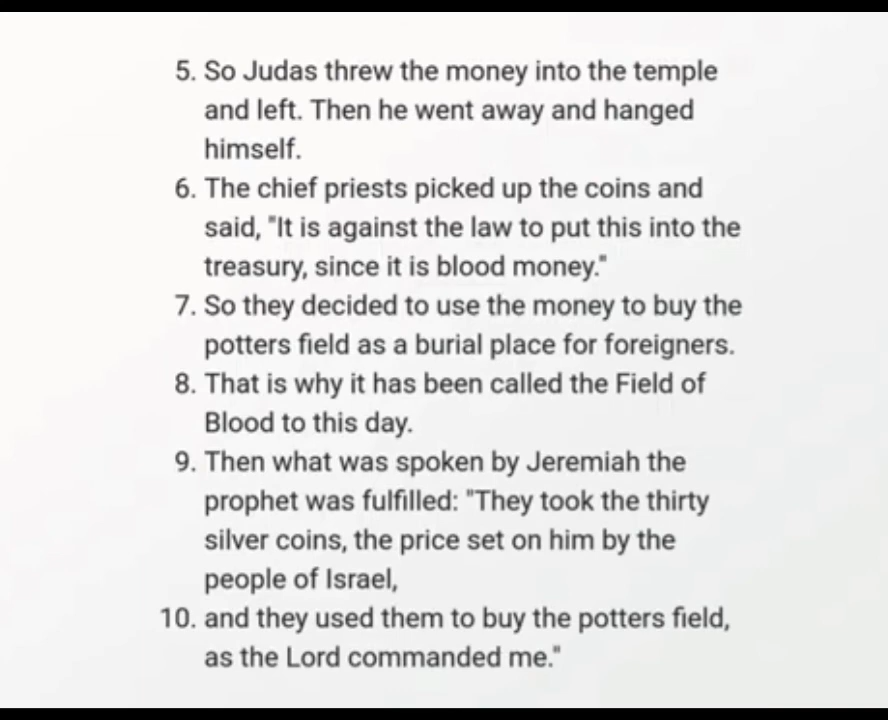 5. So Judas threw the money into the temple
and left. Then he went away and hanged
himself.
6. The chief priests picked up the coins and
said, "It is against the law to put this into the
treasury, since it is blood money."
7. So they decided to use the money to buy the
potters field as a burial place for foreigners.
8. That is why it has been called the Field of
Blood to this day.
9. Then what was spoken by Jeremiah the
prophet was fulfilled: "They took the thirty
silver coins, the price set on him by the
people of Israel,
10. and they used them to buy the potters field,
as the Lord commanded me."